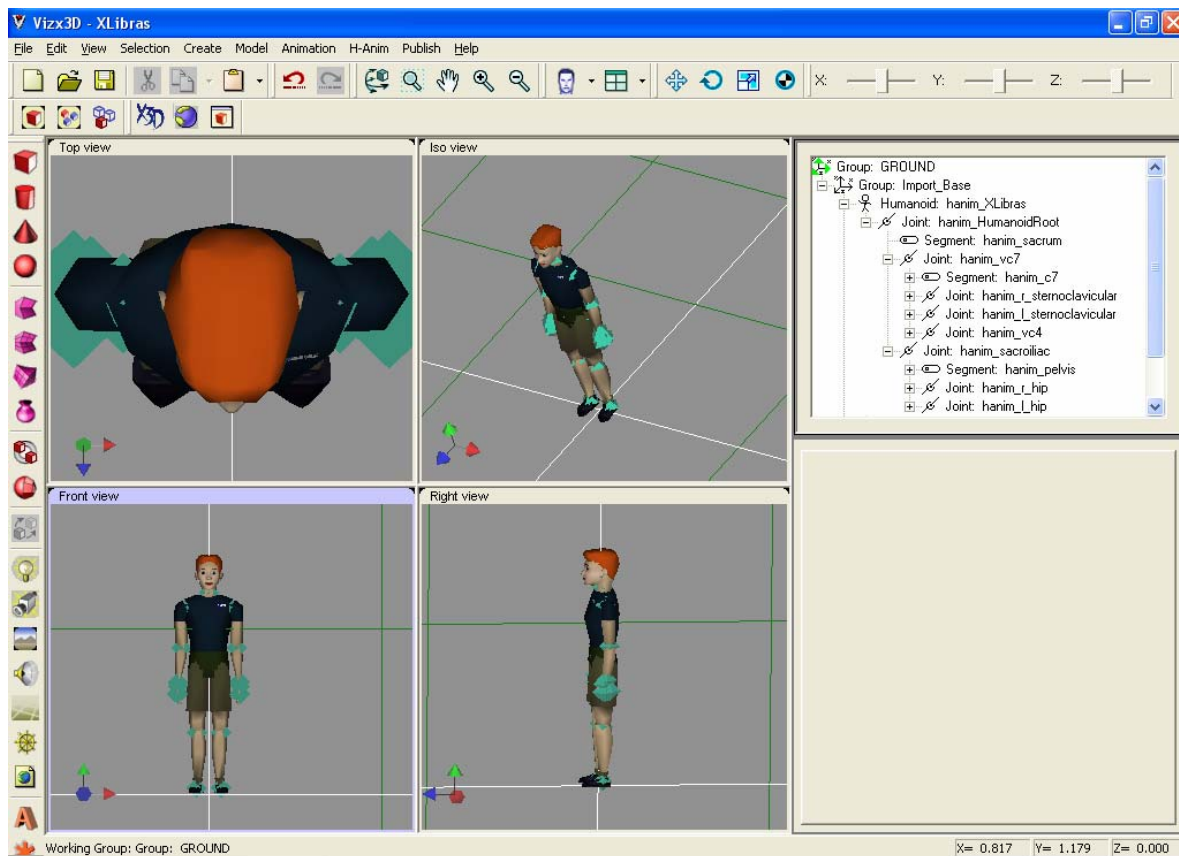 Vizx3D - XLibras
File Edit View Selection Create Model Animation H-Anim Publish Help
X: Y: Z:
Top view
Iso view
Group: GROUND
Group: Import_Base
Humanoid: hanim_XLibras
Joint: hanim_HumanoidRoot
Segment: hanim_sacrum
Joint: hanim_vc7
Segment: hanim_c7
Joint: hanim_r_sternoclavicular
Joint: hanim_l_sternoclavicular
Joint: hanim_vc4
Joint: hanim_sacroiliac
Segment: hanim_pelvis
Joint: hanim_r_hip
Joint: hanim_l_hip
Front view
Right view
Working Group: Group: GROUND
X= 0.817 Y= 1.179 Z= 0.000